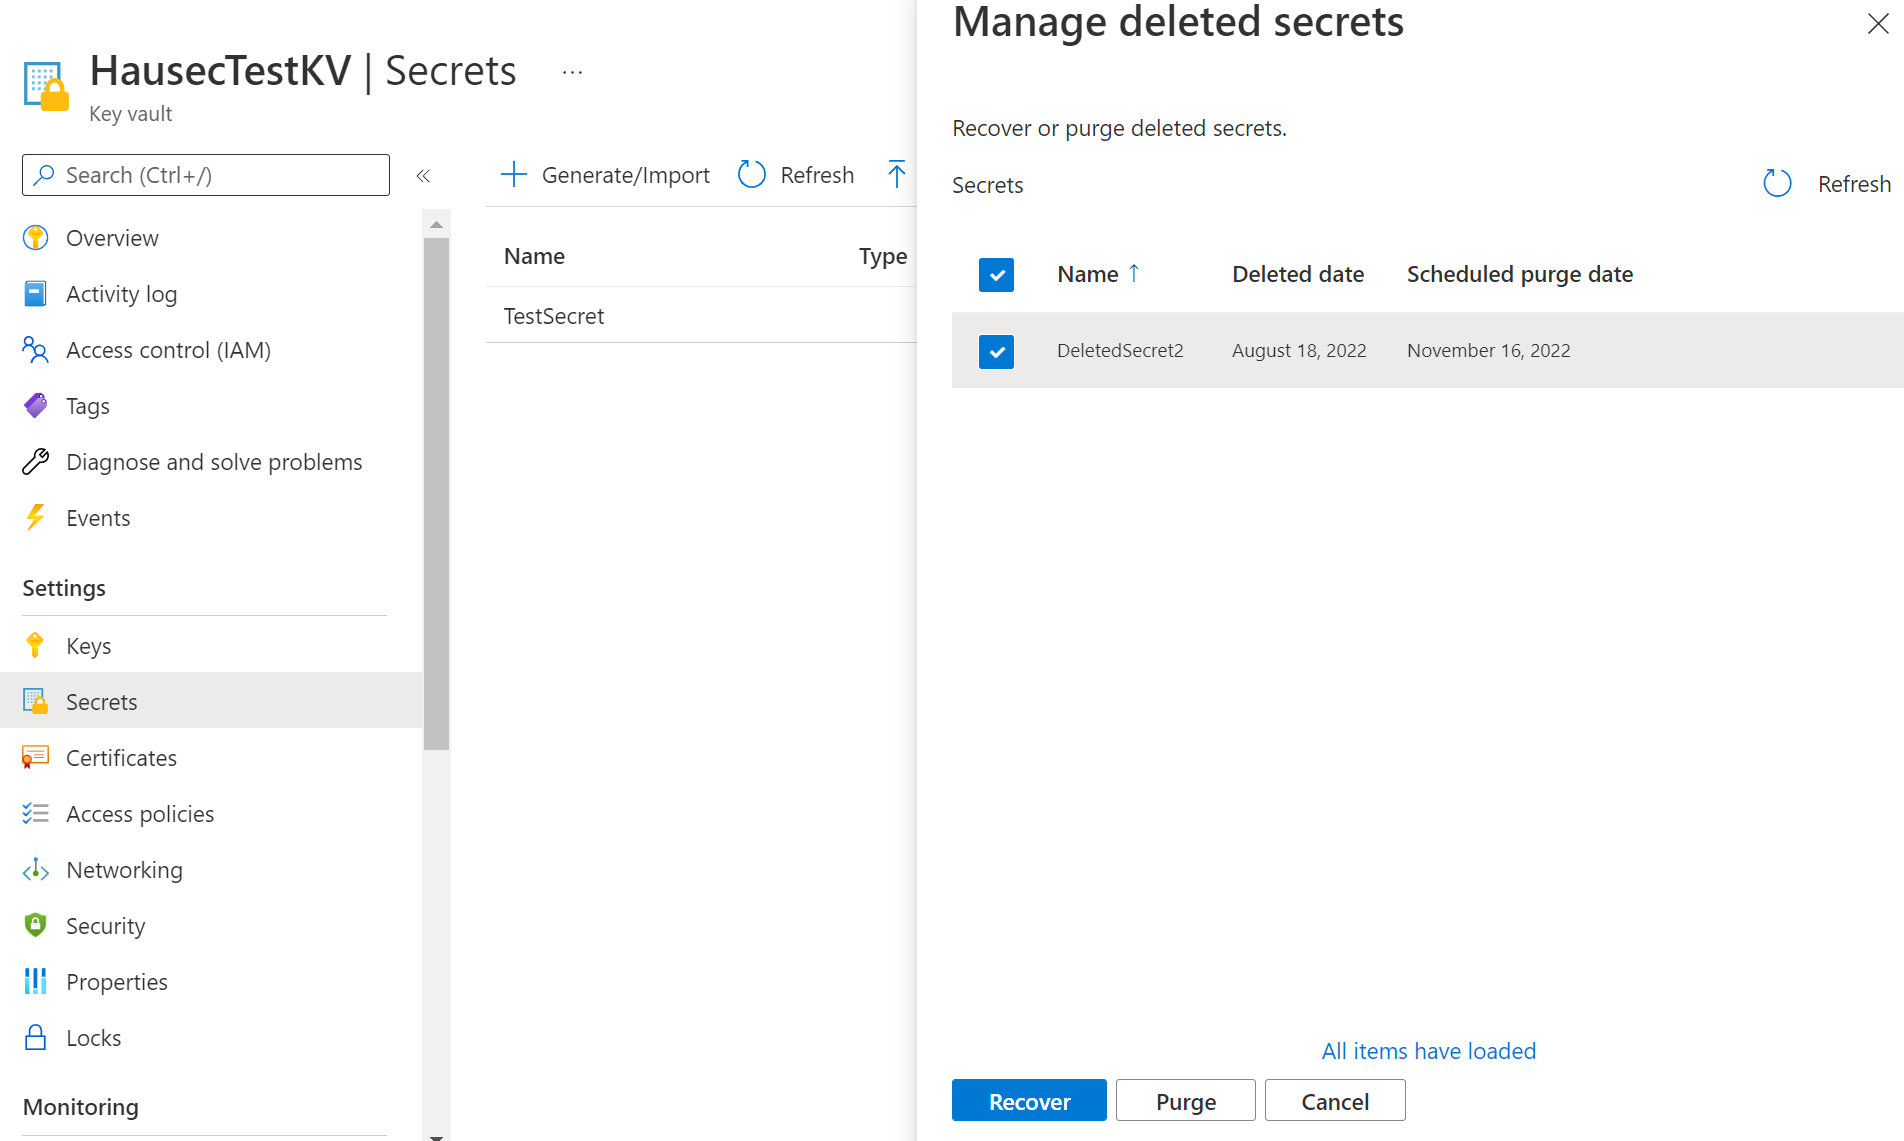 HausecTestKV | Secrets ...
Key vault
Search (Ctrl+/)
«
Overview
Activity log
Access control (IAM)
Tags
Diagnose and solve problems
Events
Settings
Keys
Secrets
Certificates
Access policies
Networking
Security
Properties
Locks
Monitoring
Generate/Import Refresh
Name Type
TestSecret
Manage deleted secrets
Recover or purge deleted secrets.
Secrets Refresh
Name ↑ Deleted date Scheduled purge date
DeletedSecret2 August 18, 2022 November 16, 2022
All items have loaded
Recover Purge Cancel